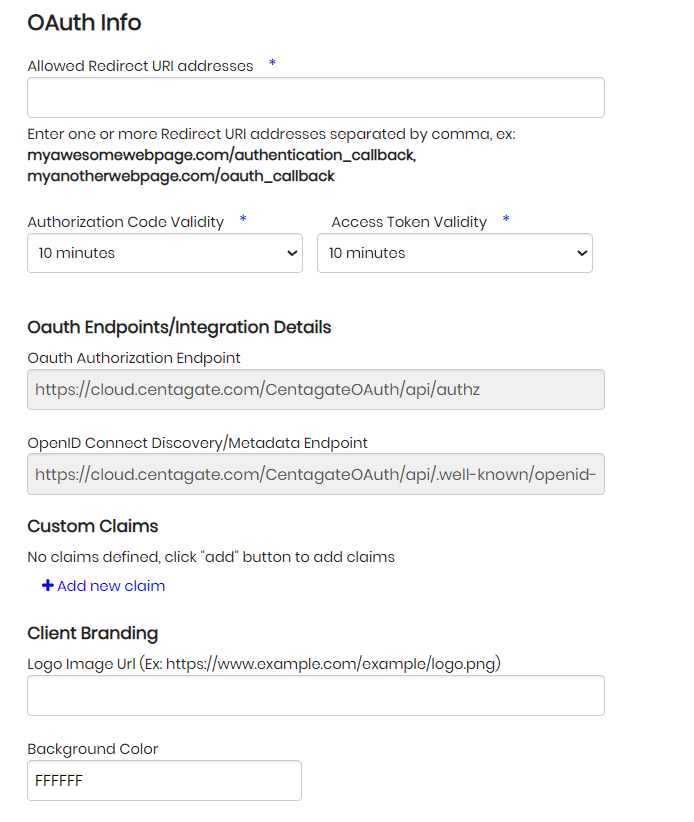 OAuth Info
Allowed Redirect URI addresses *
Enter one or more Redirect URI addresses separated by comma, ex:
myawesomewebpage.com/authentication_callback,
myanotherwebpage.com/oauth_callback
Authorization Code Validity * Access Token Validity *
10 minutes 10 minutes
Oauth Endpoints/Integration Details
Oauth Authorization Endpoint
https://cloud.centagate.com/CentagateOAuth/api/authz
OpenID Connect Discovery/Metadata Endpoint
https://cloud.centagate.com/CentagateOAuth/api/.well-known/openid-
Custom Claims
No claims defined, click "add" button to add claims
+ Add new claim
Client Branding
Logo Image Url (Ex: https://www.example.com/example/logo.png)
Background Color
FFFFFF